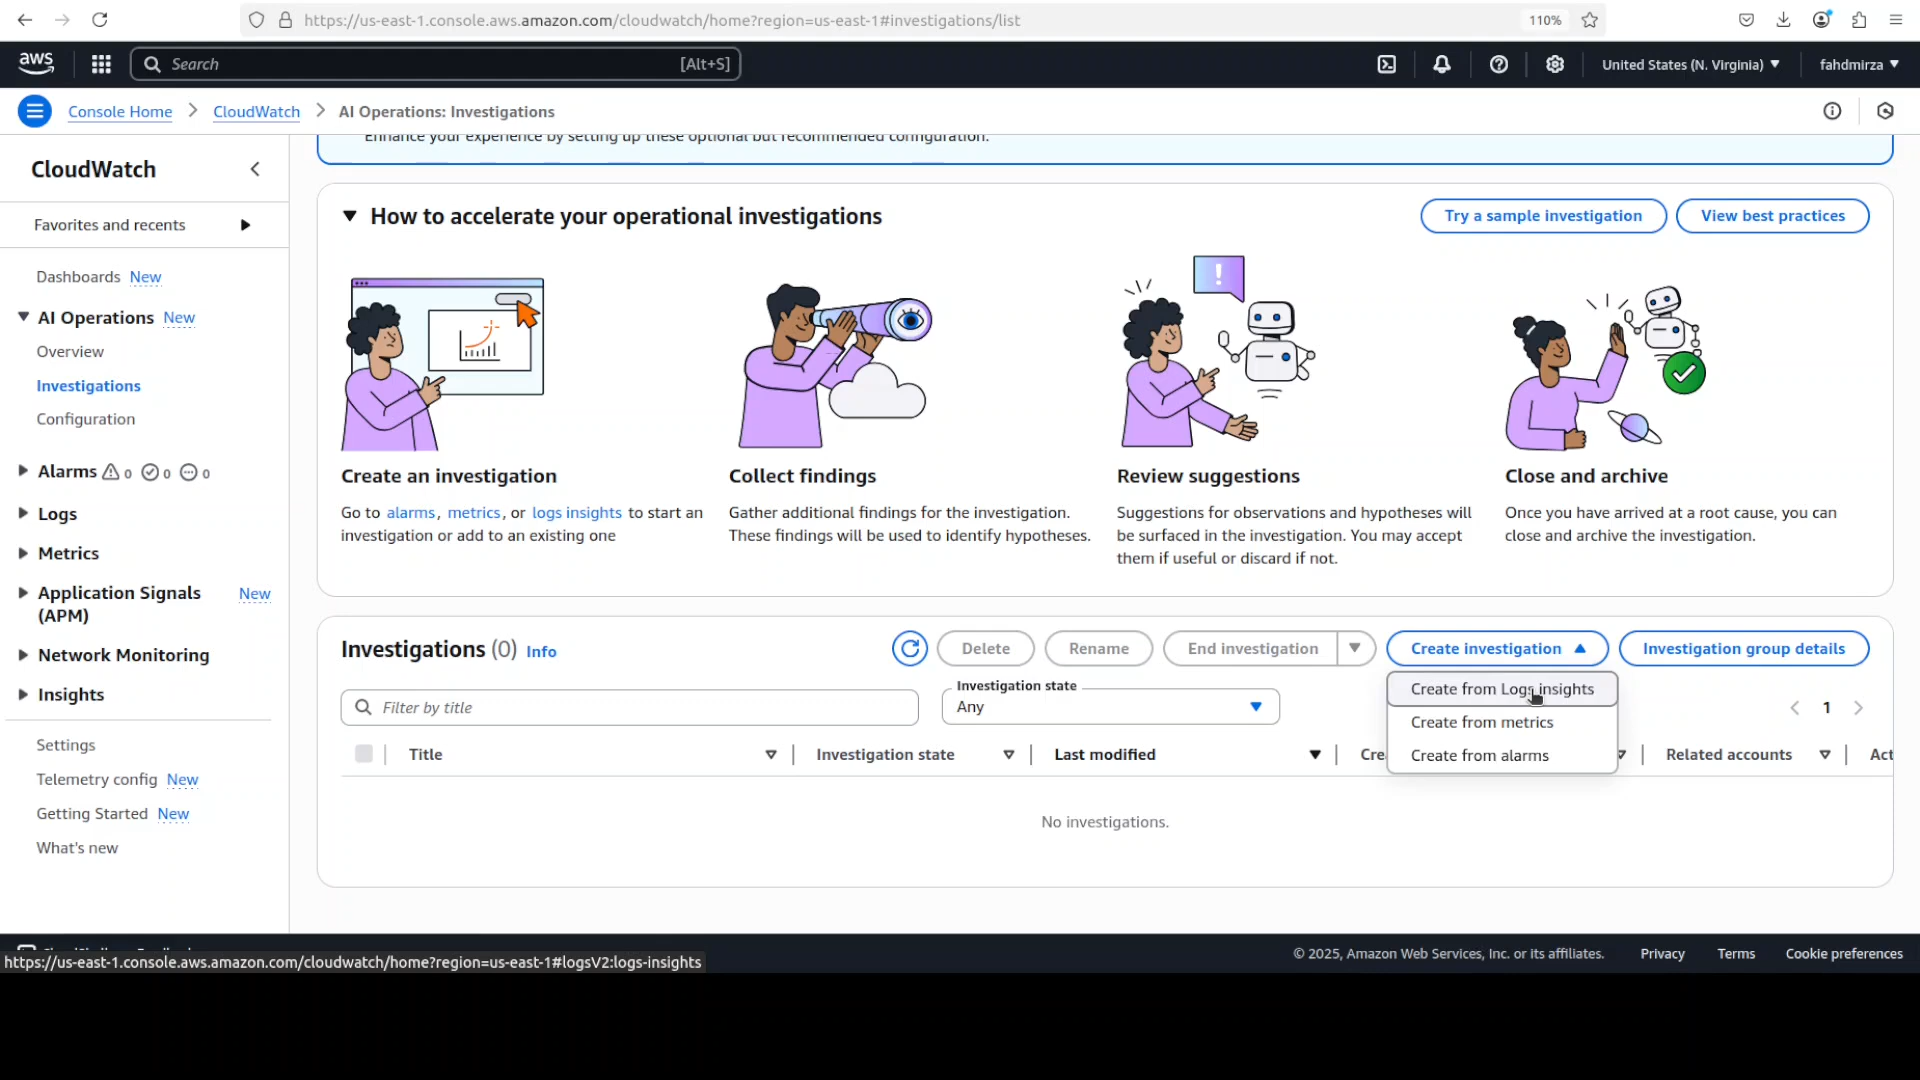 https://us-east-1.console.aws.amazon.com/cloudwatch/home?region=us-east-1#investigations/list
110%
aws
Search
[Alt+S]
United States (N. Virginia)
fahdmirza
Console Home
CloudWatch
AI Operations: Investigations
Enhance your experience by setting up these optional but recommended configuration.
CloudWatch
Favorites and recents
Dashboards New
AI Operations New
Overview
Investigations
Configuration
Alarms 0 0 0
Logs
Metrics
Application Signals New
(APM)
Network Monitoring
Insights
Settings
Telemetry config New
Getting Started New
What's new
How to accelerate your operational investigations
Try a sample investigation
View best practices
!
Create an investigation
Go to alarms, metrics, or logs insights to start an
investigation or add to an existing one
Collect findings
Gather additional findings for the investigation.
These findings will be used to identify hypotheses.
Review suggestions
Suggestions for observations and hypotheses will
be surfaced in the investigation. You may accept
them if useful or discard if not.
Close and archive
Once you have arrived at a root cause, you can
close and archive the investigation.
Investigations (0) Info
Delete
Rename
End investigation
Create investigation
Investigation group details
Create from Logs insights
Create from metrics
Create from alarms
Filter by title
Investigation state
Any
1
Title
Investigation state
Last modified
Cre
Related accounts
Act
No investigations.
https://us-east-1.console.aws.amazon.com/cloudwatch/home?region=us-east-1#logsV2:logs-insights
© 2025, Amazon Web Services, Inc. or its affiliates.
Privacy
Terms
Cookie preferences